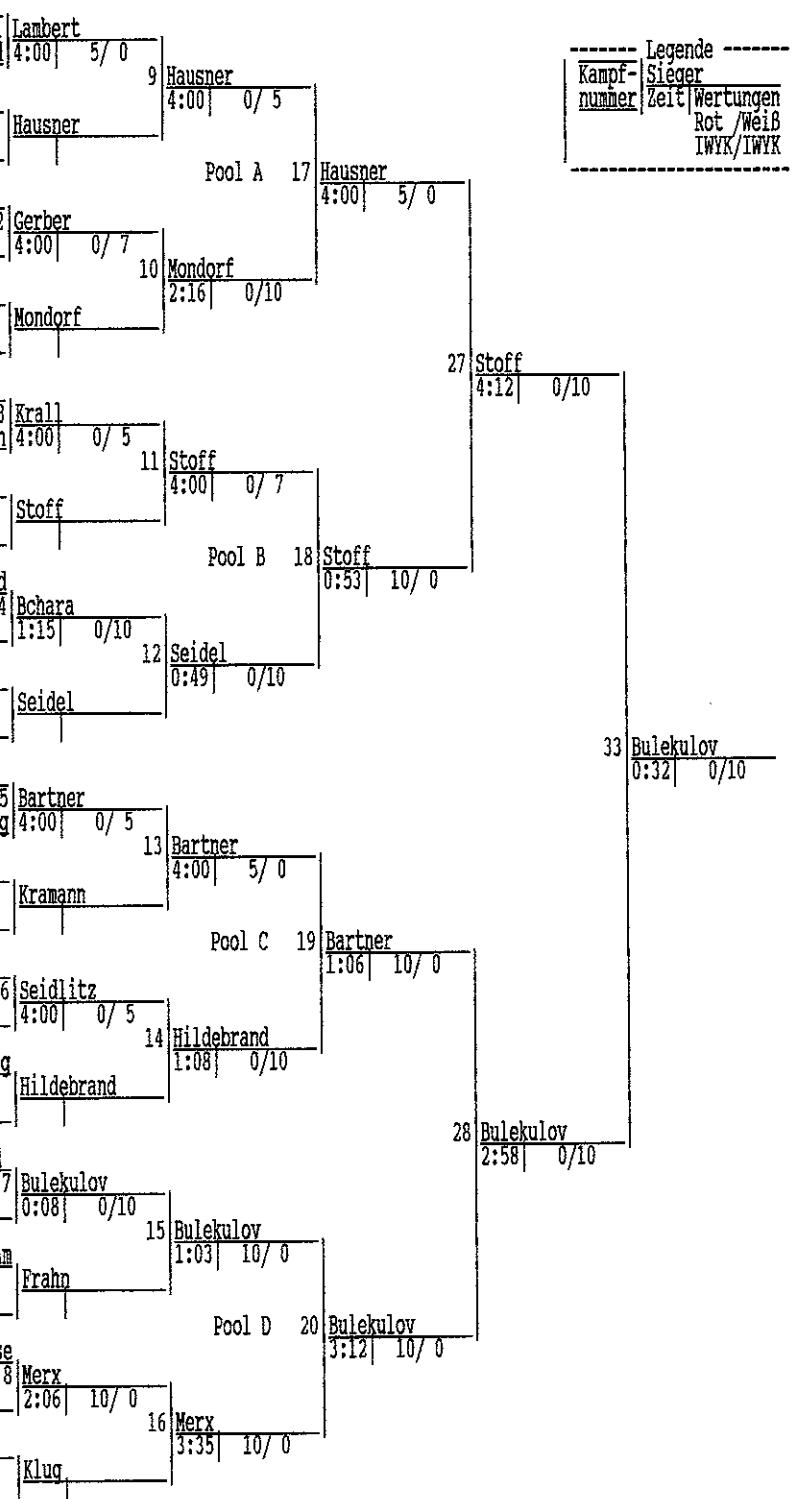 Lambert
4:00 5/ 0
------- Legende -------
9 Hausner
Kampf- Sieger
4:00 0/ 5
nummer Zeit Wertungen
Hausner
Rot /Weiß
IWYK/IWYK
Pool A 17 Hausner
4:00 5/ 0
2 Gerber
4:00 0/ 7
10 Mondorf
2:16 0/10
Mondorf
27 Stoff
4:12 0/10
3 Krall
4:00 0/ 5
11 Stoff
4:00 0/ 7
Stoff
Pool B 18 Stoff
0:53 10/ 0
4 Bchara
1:15 0/10
12 Seidel
0:49 0/10
Seidel
33 Bulekulov
0:32 0/10
5 Bartner
g 4:00 0/ 5
13 Bartner
4:00 5/ 0
Kramann
Pool C 19 Bartner
1:06 10/ 0
6 Seidlitz
4:00 0/ 5
14 Hildebrand
1:08 0/10
g
Hildebrand
28 Bulekulov
2:58 0/10
7 Bulekulov
0:08 0/10
15 Bulekulov
1:03 10/ 0
Frahn
Pool D 20 Bulekulov
3:12 10/ 0
se
8 Merx
2:06 10/ 0
16 Merx
3:35 10/ 0
Klug